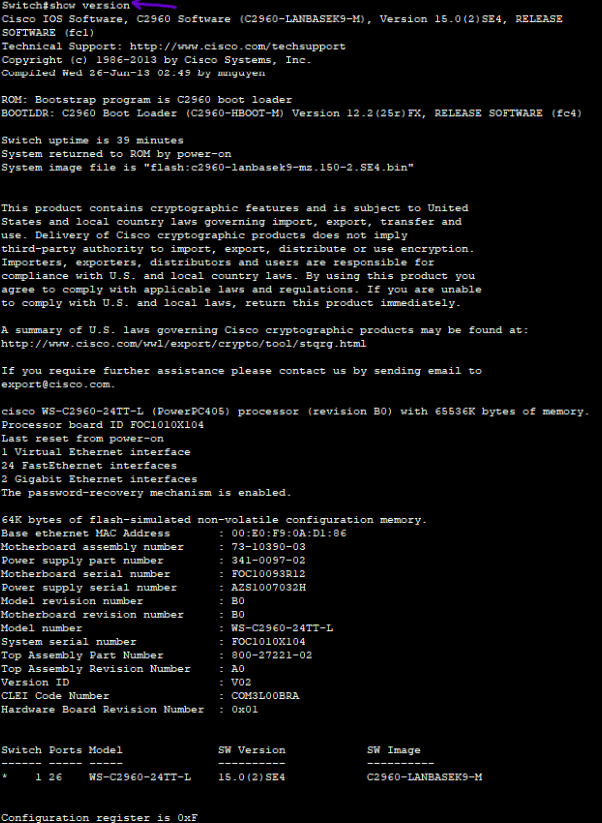 Switch#show version
Cisco IOS Software, C2960 Software (C2960-LANBASEK9-M), Version 15.0(2)SE4, RELEASE
SOFTWARE (fc1)
Technical Support: http://www.cisco.com/techsupport
Copyright (c) 1986-2013 by Cisco Systems, Inc.
Compiled Wed 26-Jun-13 02:49 by mnguyen
ROM: Bootstrap program is C2960 boot loader
BOOTLDR: C2960 Boot Loader (C2960-HBOOT-M) Version 12.2(25r)FX, RELEASE SOFTWARE (fc4)
Switch uptime is 39 minutes
System returned to ROM by power-on
System image file is "flash:c2960-lanbasek9-mz.150-2.SE4.bin"
This product contains cryptographic features and is subject to United
States and local country laws governing import, export, transfer and
use. Delivery of Cisco cryptographic products does not imply
third-party authority to import, export, distribute or use encryption.
Importers, exporters, distributors and users are responsible for
compliance with U.S. and local country laws. By using this product you
agree to comply with applicable laws and regulations. If you are unable
to comply with U.S. and local laws, return this product immediately.
A summary of U.S. laws governing Cisco cryptographic products may be found at:
http://www.cisco.com/wwl/export/crypto/tool/stqrg.html
If you require further assistance please contact us by sending email to
export@cisco.com.
cisco WS-C2960-24TT-L (PowerPC405) processor (revision B0) with 65536K bytes of memory.
Processor board ID FOC1010X104
Last reset from power-on
1 Virtual Ethernet interface
24 FastEthernet interfaces
2 Gigabit Ethernet interfaces
The password-recovery mechanism is enabled.
64K bytes of flash-simulated non-volatile configuration memory.
Base ethernet MAC Address : 00:E0:F9:0A:D1:86
Motherboard assembly number : 73-10390-03
Power supply part number : 341-0097-02
Motherboard serial number : FOC10093R12
Power supply serial number : AZS1007032H
Model revision number : B0
Motherboard revision number : B0
Model number : WS-C2960-24TT-L
System serial number : FOC1010X104
Top Assembly Part Number : 800-27221-02
Top Assembly Revision Number : A0
Version ID : V02
CLEI Code Number : COM3L00BRA
Hardware Board Revision Number : 0x01
Switch Ports Model SW Version SW Image
------ ----- ----- ---------- ----------
* 1 26 WS-C2960-24TT-L 15.0(2)SE4 C2960-LANBASEK9-M
Configuration register is 0xF